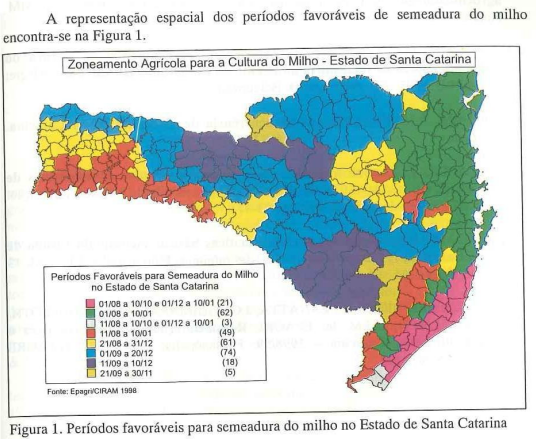 A representação espacial dos períodos favoráveis de semeadura do milho
encontra-se na Figura 1.
Zoneamento Agrícola para a Cultura do Milho - Estado de Santa Catarina
Períodos Favoráveis para Semeadura do Milho
no Estado de Santa Catarina
01/08 a 10/10 e 01/12 a 10/01 (21)
01/08 a 10/01 (62)
11/08 a 10/10 e 01/12 a 10/01 (3)
11/08 a 10/01 (49)
21/08 a 31/12 (61)
01/09 a 20/12 (74)
11/09 a 10/12 (18)
21/09 a 30/11 (5)
Fonte: Epagri/CIRAM 1998
Figura 1. Períodos favoráveis para semeadura do milho no Estado de Santa Catarina